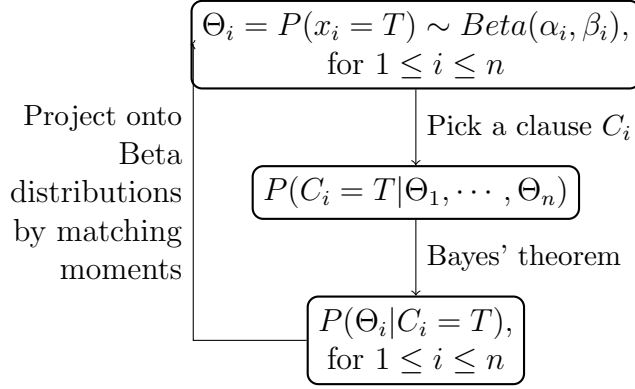 Θ_i = P(x_i = T) ∼ Beta(α_i, β_i),
for 1 ≤ i ≤ n
Pick a clause C_i
Project onto
Beta
distributions
by matching
moments
P(C_i = T|Θ_1, ⋯ , Θ_n)
Bayes’ theorem
P(Θ_i|C_i = T),
for 1 ≤ i ≤ n